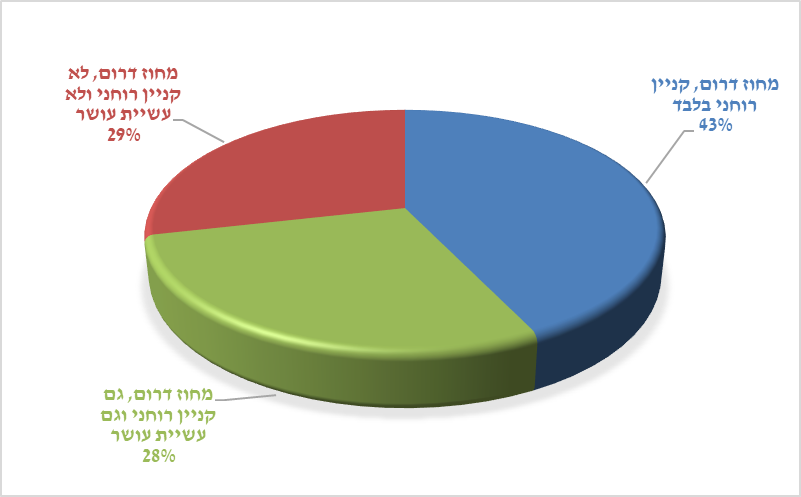 מחוז דרום, קניין
רוחני בלבד
43%
מחוז דרום, לא
קניין רוחני ולא
עשיית עושר
29%
מחוז דרום, גם
קניין רוחני וגם
עשיית עושר
28%